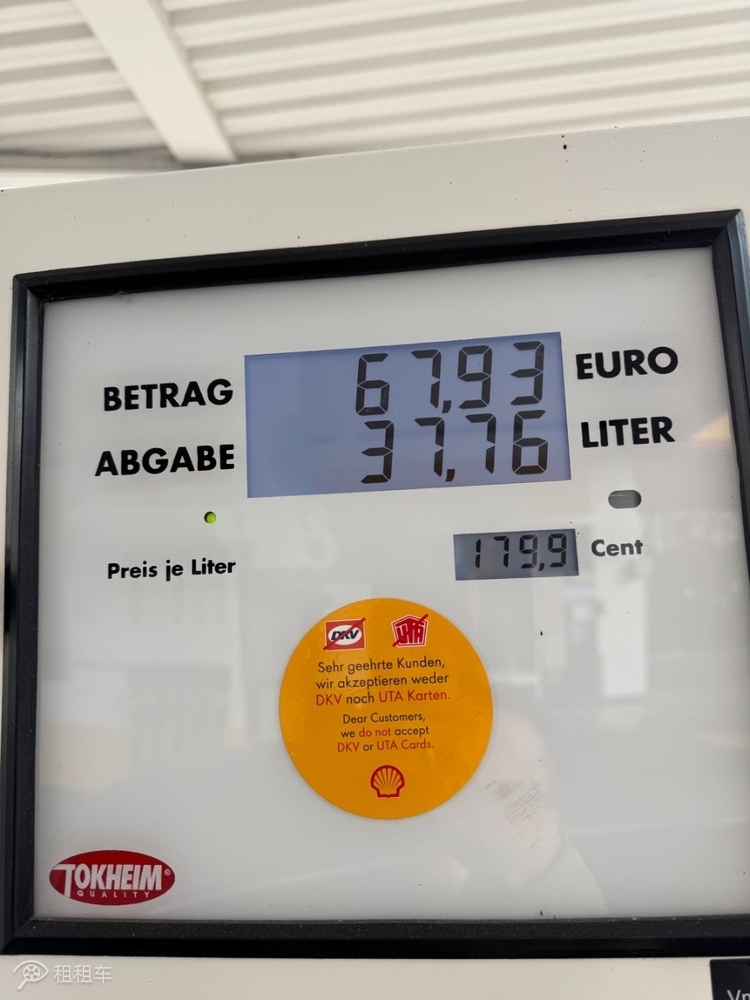 BETRAG 67,93 EURO
ABGABE 37,76 LITER
Preis je Liter 179,9 Cent
DKV UTA
Sehr geehrte Kunden,
wir akzeptieren weder
DKV noch UTA Karten.
Dear Customers,
we do not accept
DKV or UTA Cards.
TOKHEIM®
QUALITY
租租车